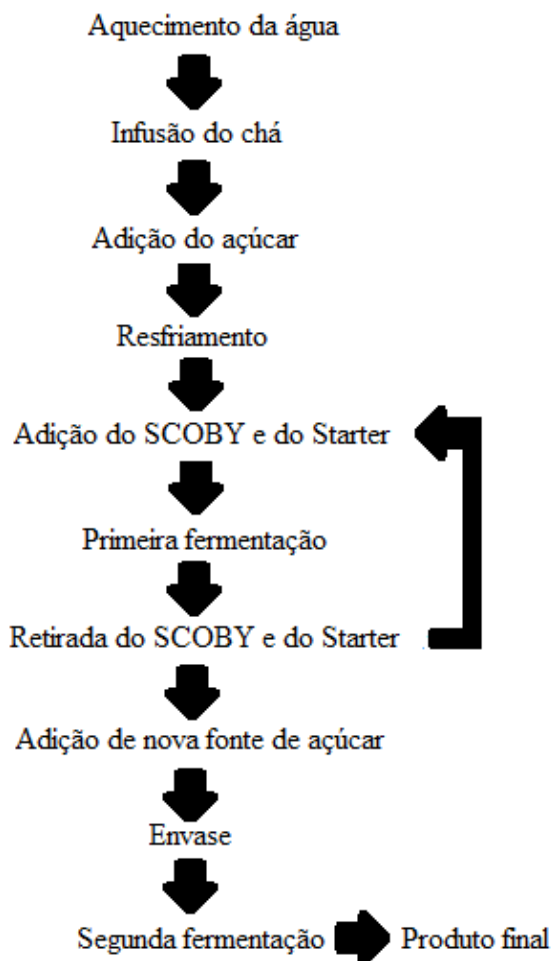 Aquecimento da água
Infusão do chá
Adição do açúcar
Resfriamento
Adição do SCOBY e do Starter
Primeira fermentação
Retirada do SCOBY e do Starter
Adição de nova fonte de açúcar
Envase
Segunda fermentação Produto final